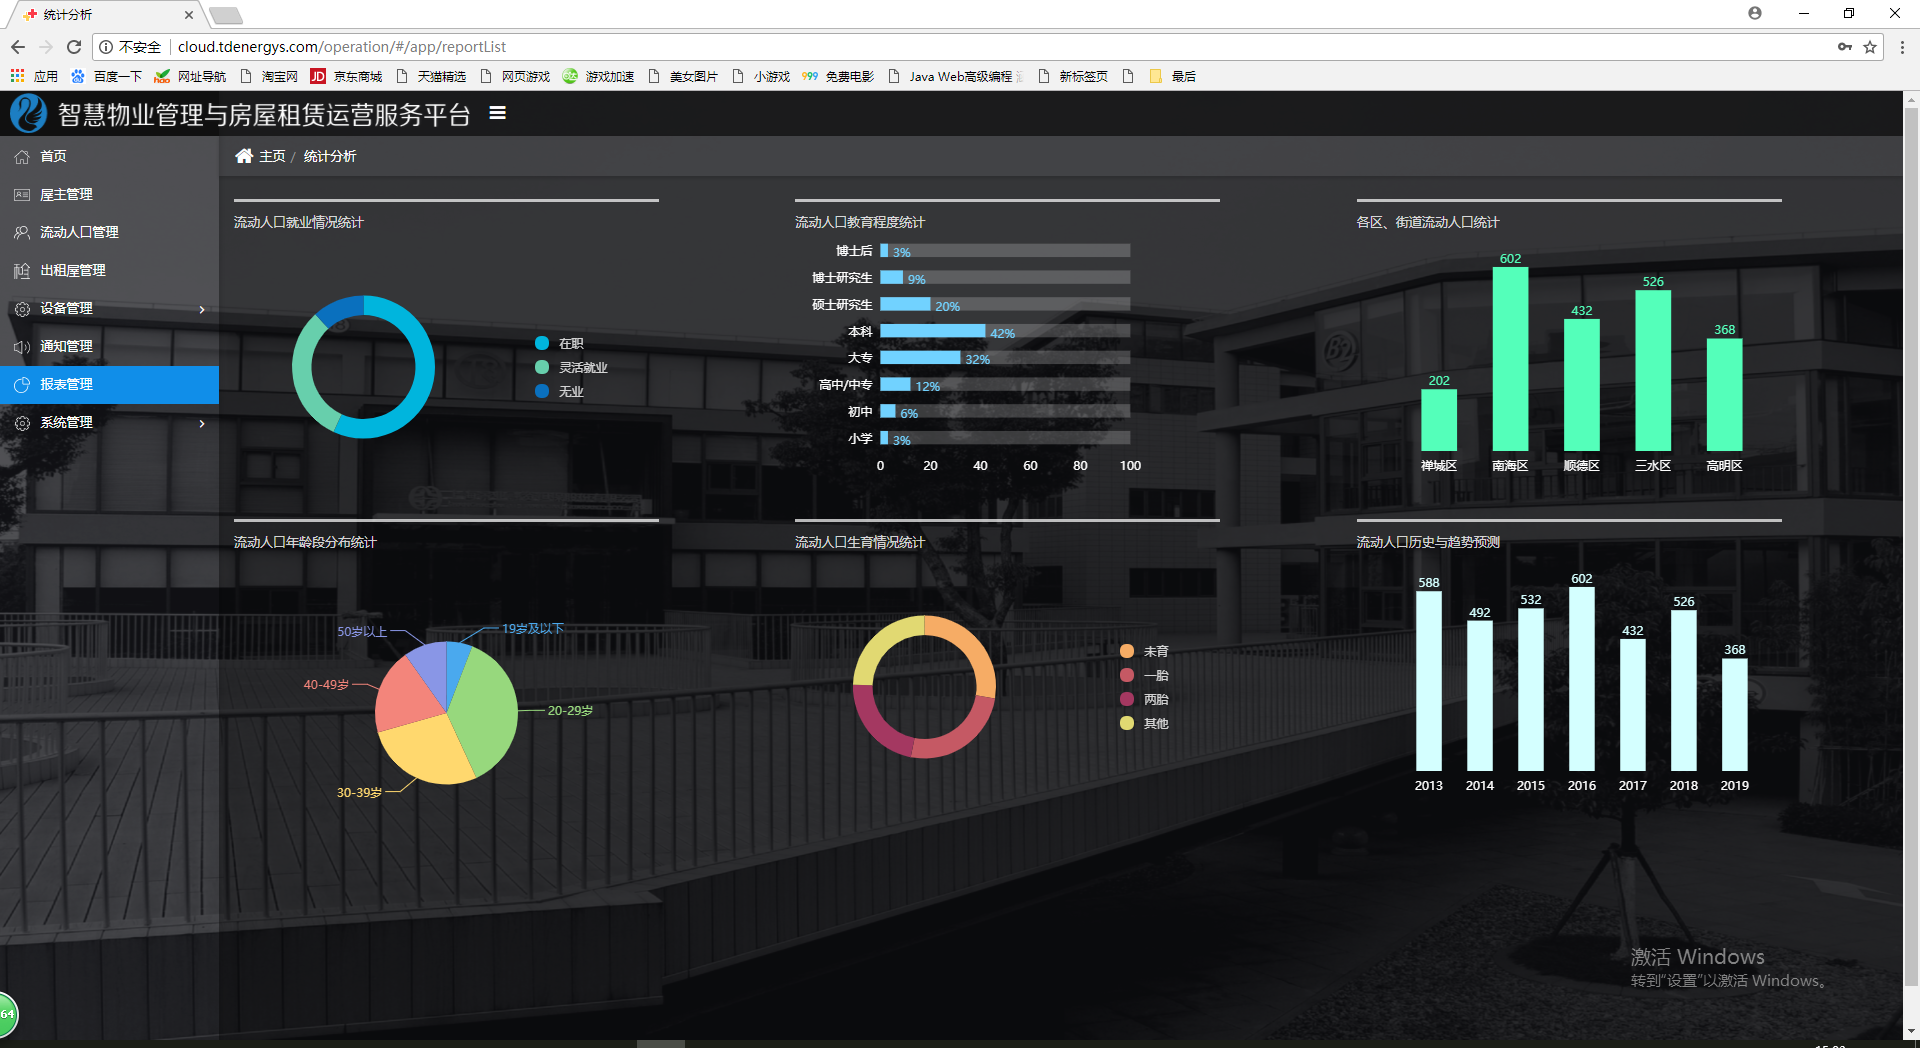 统计分析
不安全 cloud.tdenergys.com/operation/#/app/reportList
应用 百度一下 网址导航 淘宝网 京东商城 天猫精选 网页游戏 游戏加速 美女图片 小游戏 免费电影 Java Web高级编程 新标签页 最后
智慧物业管理与房屋租赁运营服务平台
首页
屋主管理
流动人口管理
出租屋管理
设备管理
通知管理
报表管理
系统管理
主页 / 统计分析
流动人口就业情况统计
在职
灵活就业
无业
流动人口教育程度统计
博士后 3%
博士研究生 9%
硕士研究生 20%
本科 42%
大专 32%
高中/中专 12%
初中 6%
小学 3%
0 20 40 60 80 100
各区、街道流动人口统计
202 602 432 526 368
禅城区 南海区 顺德区 三水区 高明区
流动人口年龄段分布统计
50岁以上
19岁及以下
40-49岁
20-29岁
30-39岁
流动人口生育情况统计
未育
一胎
两胎
其他
流动人口历史与趋势预测
588 492 532 602 432 526 368
2013 2014 2015 2016 2017 2018 2019
激活 Windows
转到"设置"以激活 Windows。
64